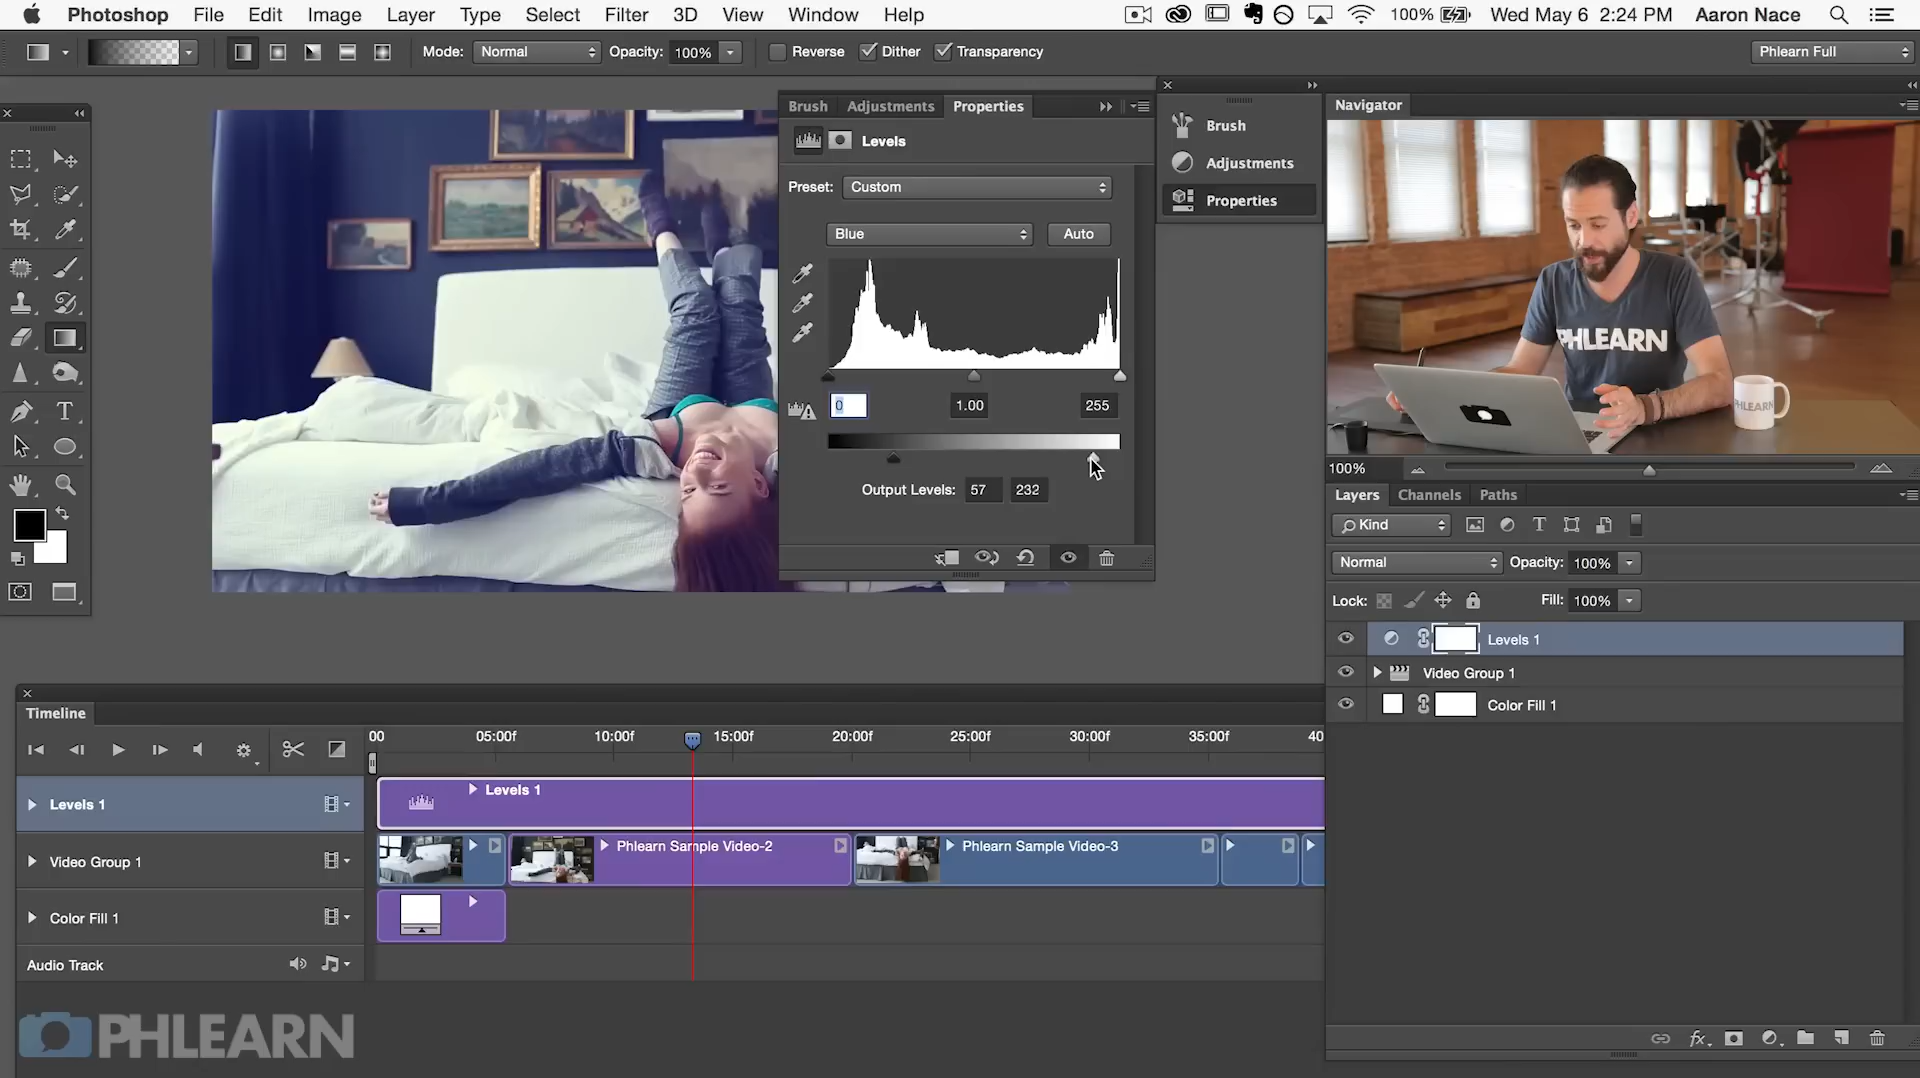 Photoshop File Edit Image Layer Type Select Filter 3D View Window Help 100% Wed May 6 2:24 PM Aaron Nace
Mode: Normal Opacity: 100% Reverse Dither Transparency Phlearn Full
Brush Adjustments Properties
Levels
Preset: Custom
Blue Auto
0 1.00 255
Output Levels: 57 232
Brush
Adjustments
Properties
Navigator
PHLEARN
PHLEARN
100%
Layers Channels Paths
Kind
Normal Opacity: 100%
Lock: Fill: 100%
Levels 1
Video Group 1
Color Fill 1
T
Timeline
00 05:00f 10:00f 15:00f 20:00f 25:00f 30:00f 35:00f 40
Levels 1 Levels 1
Video Group 1 Phlearn Sample Video-2 Phlearn Sample Video-3
Color Fill 1
Audio Track
PHLEARN
fx